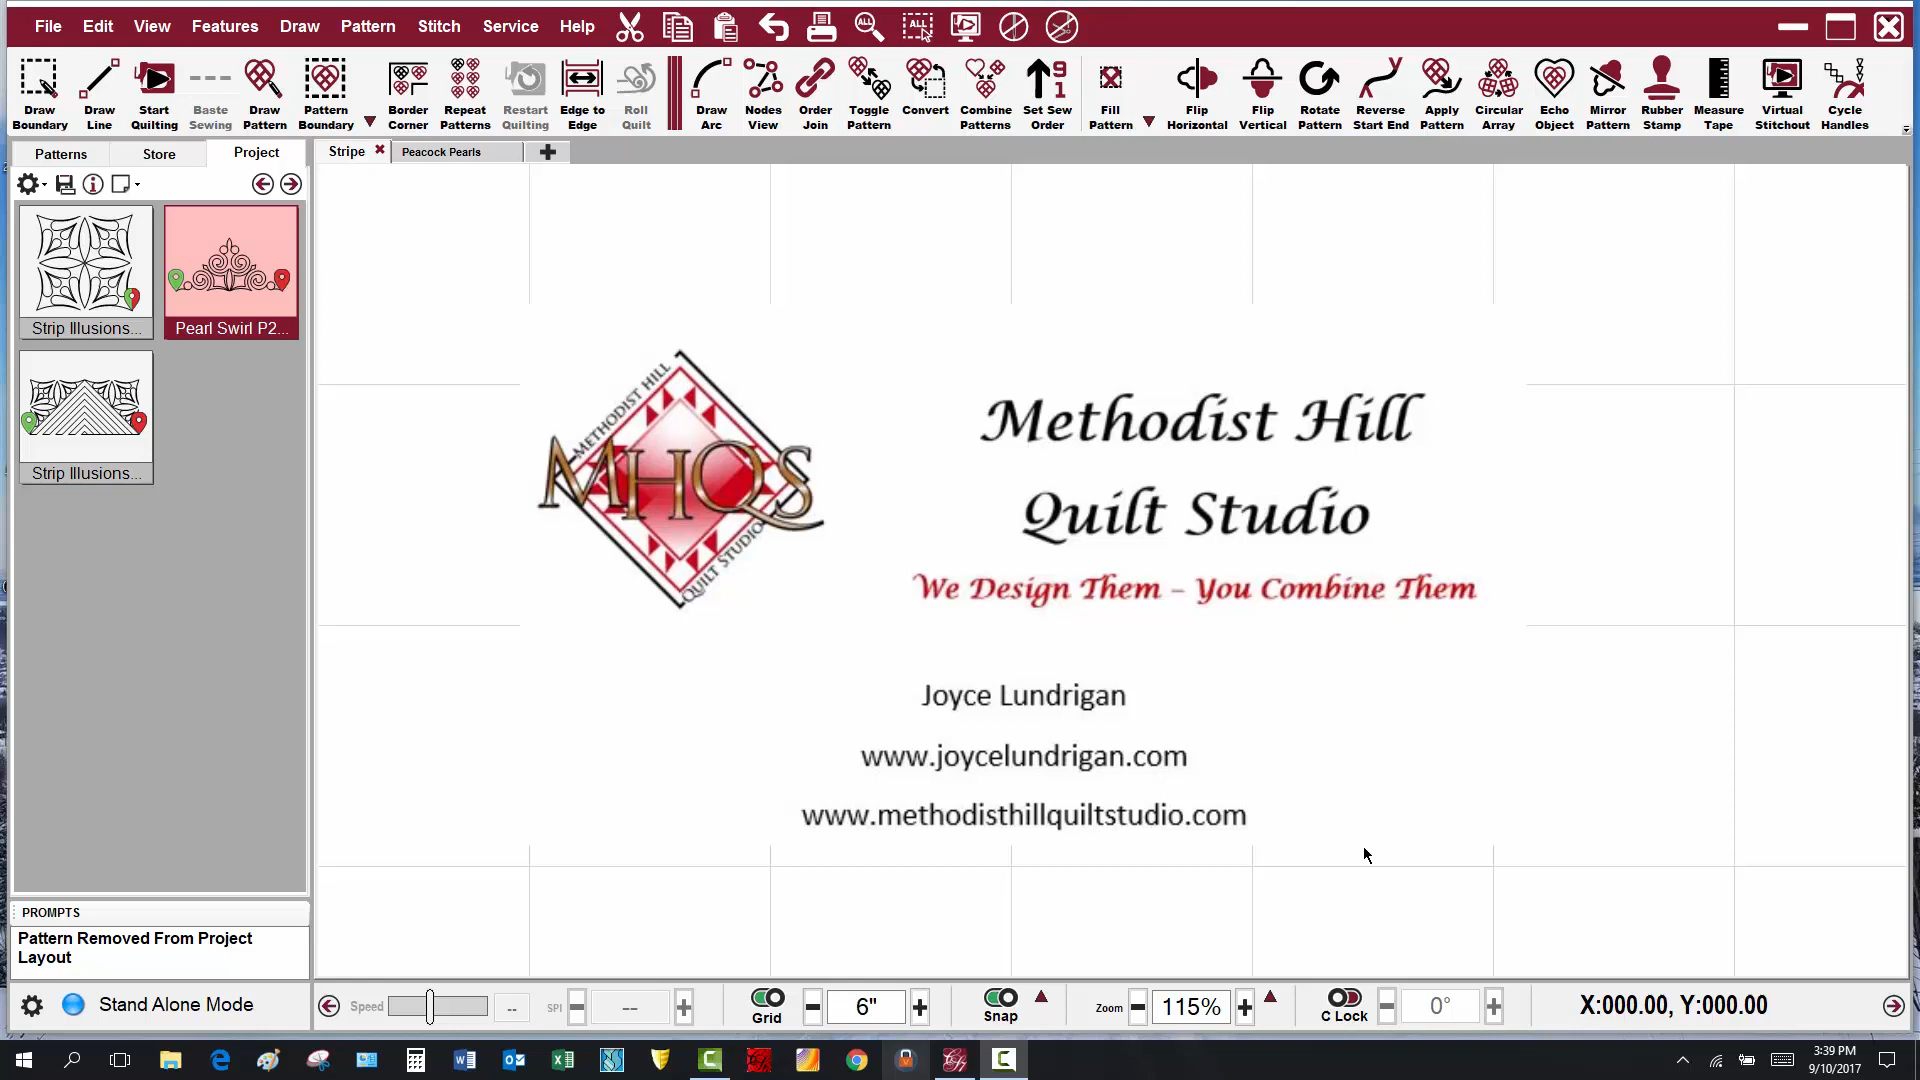 File Edit View Features Draw Pattern Stitch Service Help
Draw Boundary
Draw Line
Start Quilting
Baste Sewing
Draw Pattern
Pattern Boundary
Border Corner
Repeat Patterns
Restart Quilting
Edge to Edge
Roll Quilt
Draw Arc
Nodes View
Order Join
Toggle Pattern
Convert
Combine Patterns
Set Sew Order
Fill Pattern
Flip Horizontal
Flip Vertical
Rotate Pattern
Reverse Start End
Apply Pattern
Circular Array
Echo Object
Mirror Pattern
Rubber Stamp
Measure Tape
Virtual Stitchout
Cycle Handles
Patterns Store Project
Stripe Peacock Pearls
Strip Illusions...
Pearl Swirl P2...
Strip Illusions...
METHODIST HILL
MHQS
QUILT STUDIO
Methodist Hill
Quilt Studio
We Design Them – You Combine Them
Joyce Lundrigan
www.joycelundrigan.com
www.methodisthillquiltstudio.com
PROMPTS
Pattern Removed From Project
Layout
Stand Alone Mode
Speed -- SPI -- Grid 6" Snap Zoom 115% C Lock 0° X:000.00, Y:000.00
3:39 PM
9/10/2017